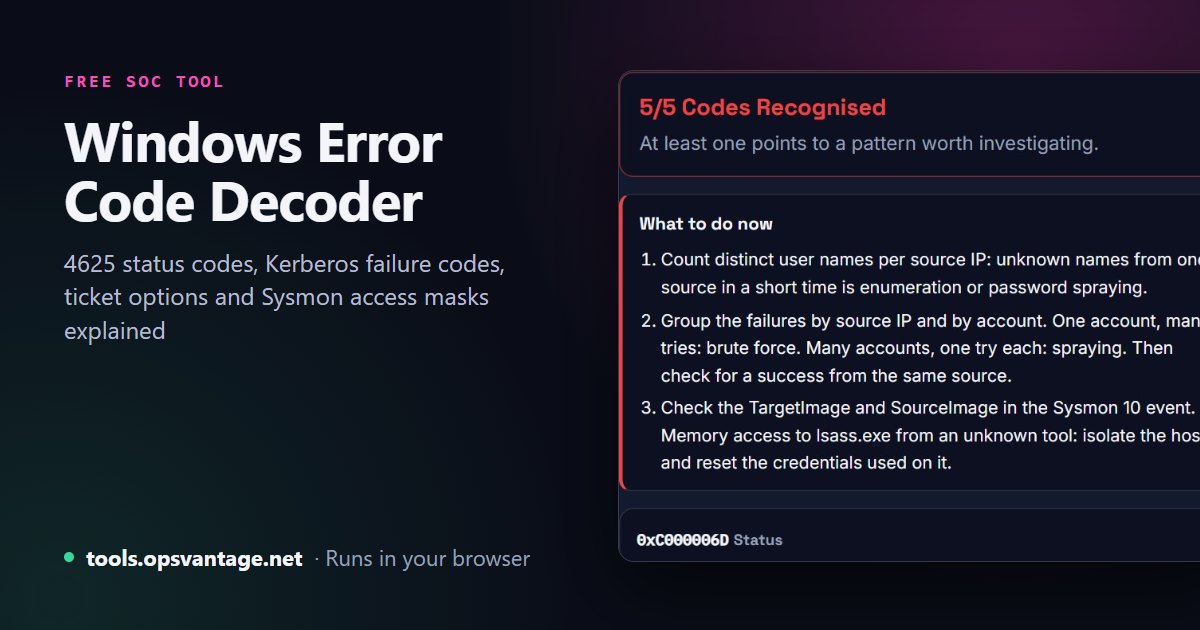 FREE SOC TOOL
Windows Error
Code Decoder
4625 status codes, Kerberos failure codes,
ticket options and Sysmon access masks
explained
tools.opsvantage.net · Runs in your browser
5/5 Codes Recognised
At least one points to a pattern worth investigating.
What to do now
1. Count distinct user names per source IP: unknown names from
source in a short time is enumeration or password spraying.
2. Group the failures by source IP and by account. One account,
tries: brute force. Many accounts, one try each: spraying. Then
check for a success from the same source.
3. Check the TargetImage and SourceImage in the Sysmon 10 event.
Memory access to lsass.exe from an unknown tool: isolate the
and reset the credentials used on it.
0xC000006D Status